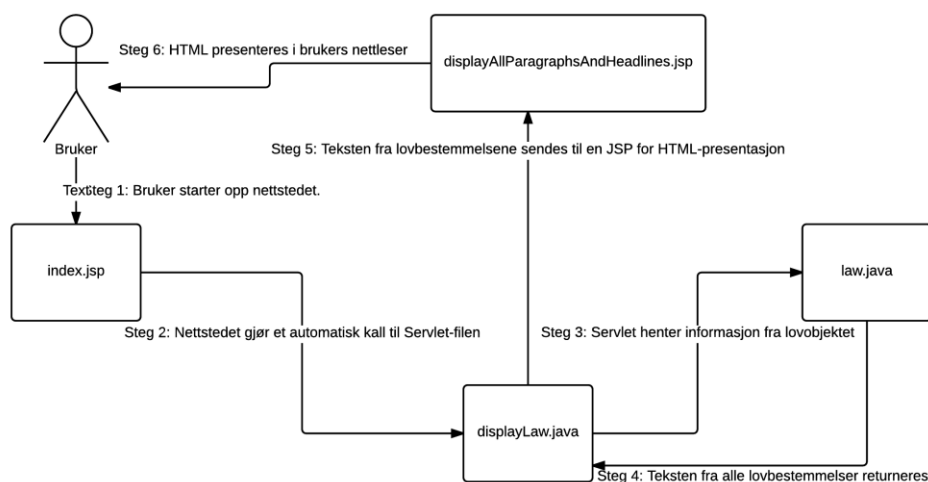 Steg 6: HTML presenteres i brukers nettleser
displayAllParagraphsAndHeadlines.jsp
Bruker
Steg 5: Teksten fra lovbestemmelsene sendes til en JSP for HTML-presentasjon
Steg 1: Bruker starter opp nettstedet.
index.jsp
law.java
Steg 2: Nettstedet gjør et automatisk kall til Servlet-filen
Steg 3: Servlet henter informasjon fra lovobjektet
displayLaw.java
Steg 4: Teksten fra alle lovbestemmelser returneres